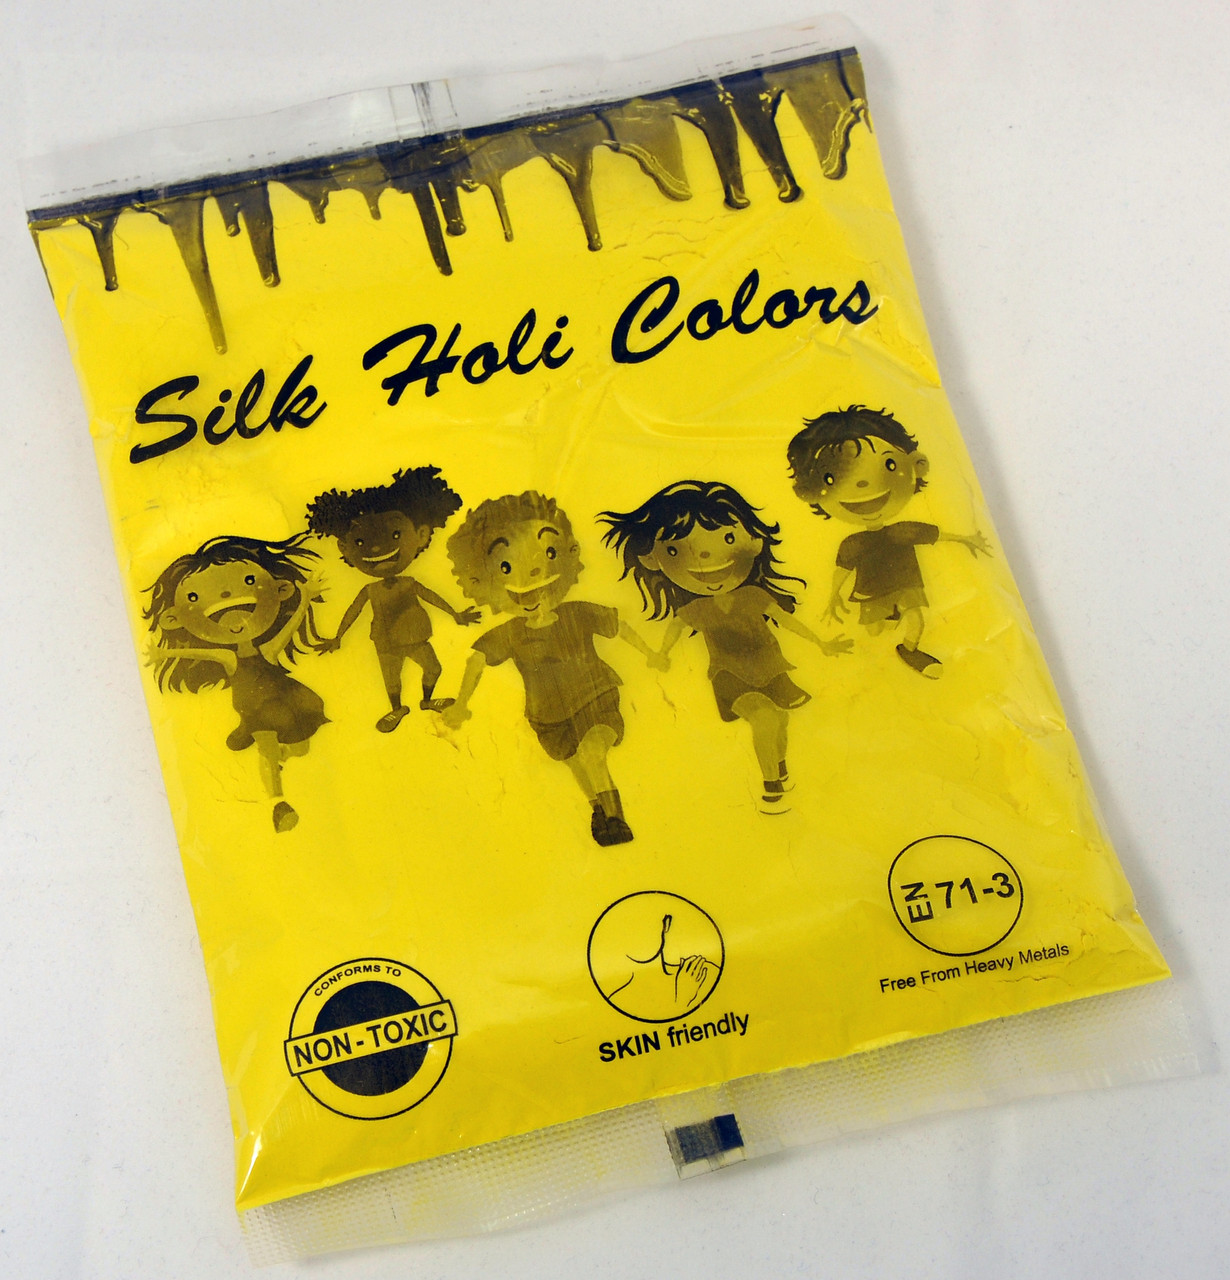 Silk Holi Colors
CONFORMS TO
NON-TOXIC
SKIN friendly
EN 71-3
Free From Heavy Metals